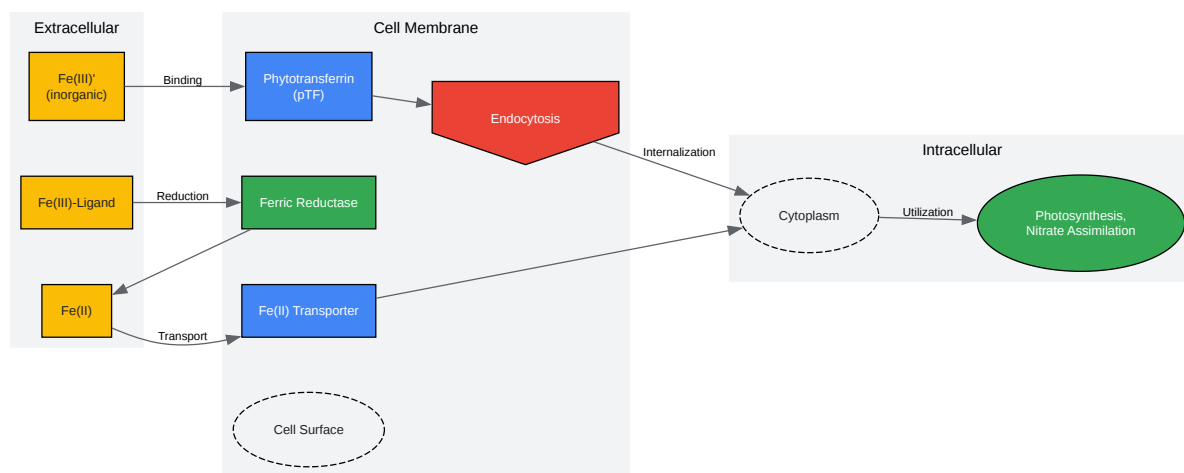 Extracellular
Fe(III)'
(inorganic)
Binding
Fe(III)-Ligand
Reduction
Fe(II)
Transport
Cell Membrane
Phytotransferrin
(pTF)
Endocytosis
Internalization
Ferric Reductase
Fe(II) Transporter
Cell Surface
Intracellular
Cytoplasm
Utilization
Photosynthesis,
Nitrate Assimilation